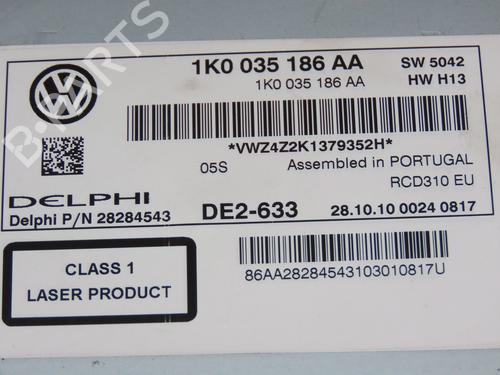 1K0 035 186 AA
SW 5042
1K0 035 186 AA
HW H13
*VWZ4Z2K1379352H*
05S
Assembled in PORTUGAL
RCD310 EU
DELPHI
Delphi P/N 28284543
DE2-633
28.10.10 0024 0817
CLASS 1
LASER PRODUCT
86AA28284543103010817U
B-PARTS